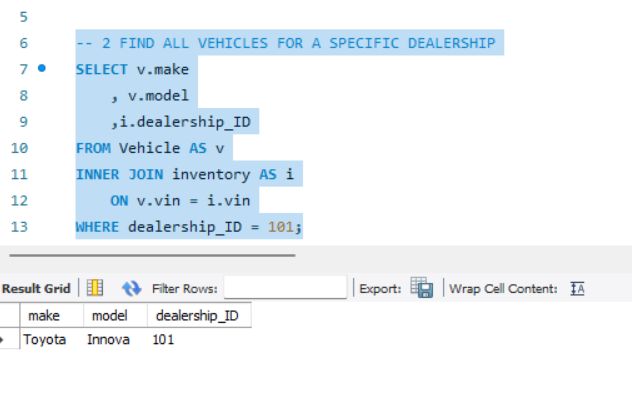 5
6 -- 2 FIND ALL VEHICLES FOR A SPECIFIC DEALERSHIP
7 SELECT v.make
8 , v.model
9 ,i.dealership_ID
10 FROM Vehicle AS v
11 INNER JOIN inventory AS i
12 ON v.vin = i.vin
13 WHERE dealership_ID = 101;
Result Grid Filter Rows: Export: Wrap Cell Content: IA
make model dealership_ID
Toyota Innova 101